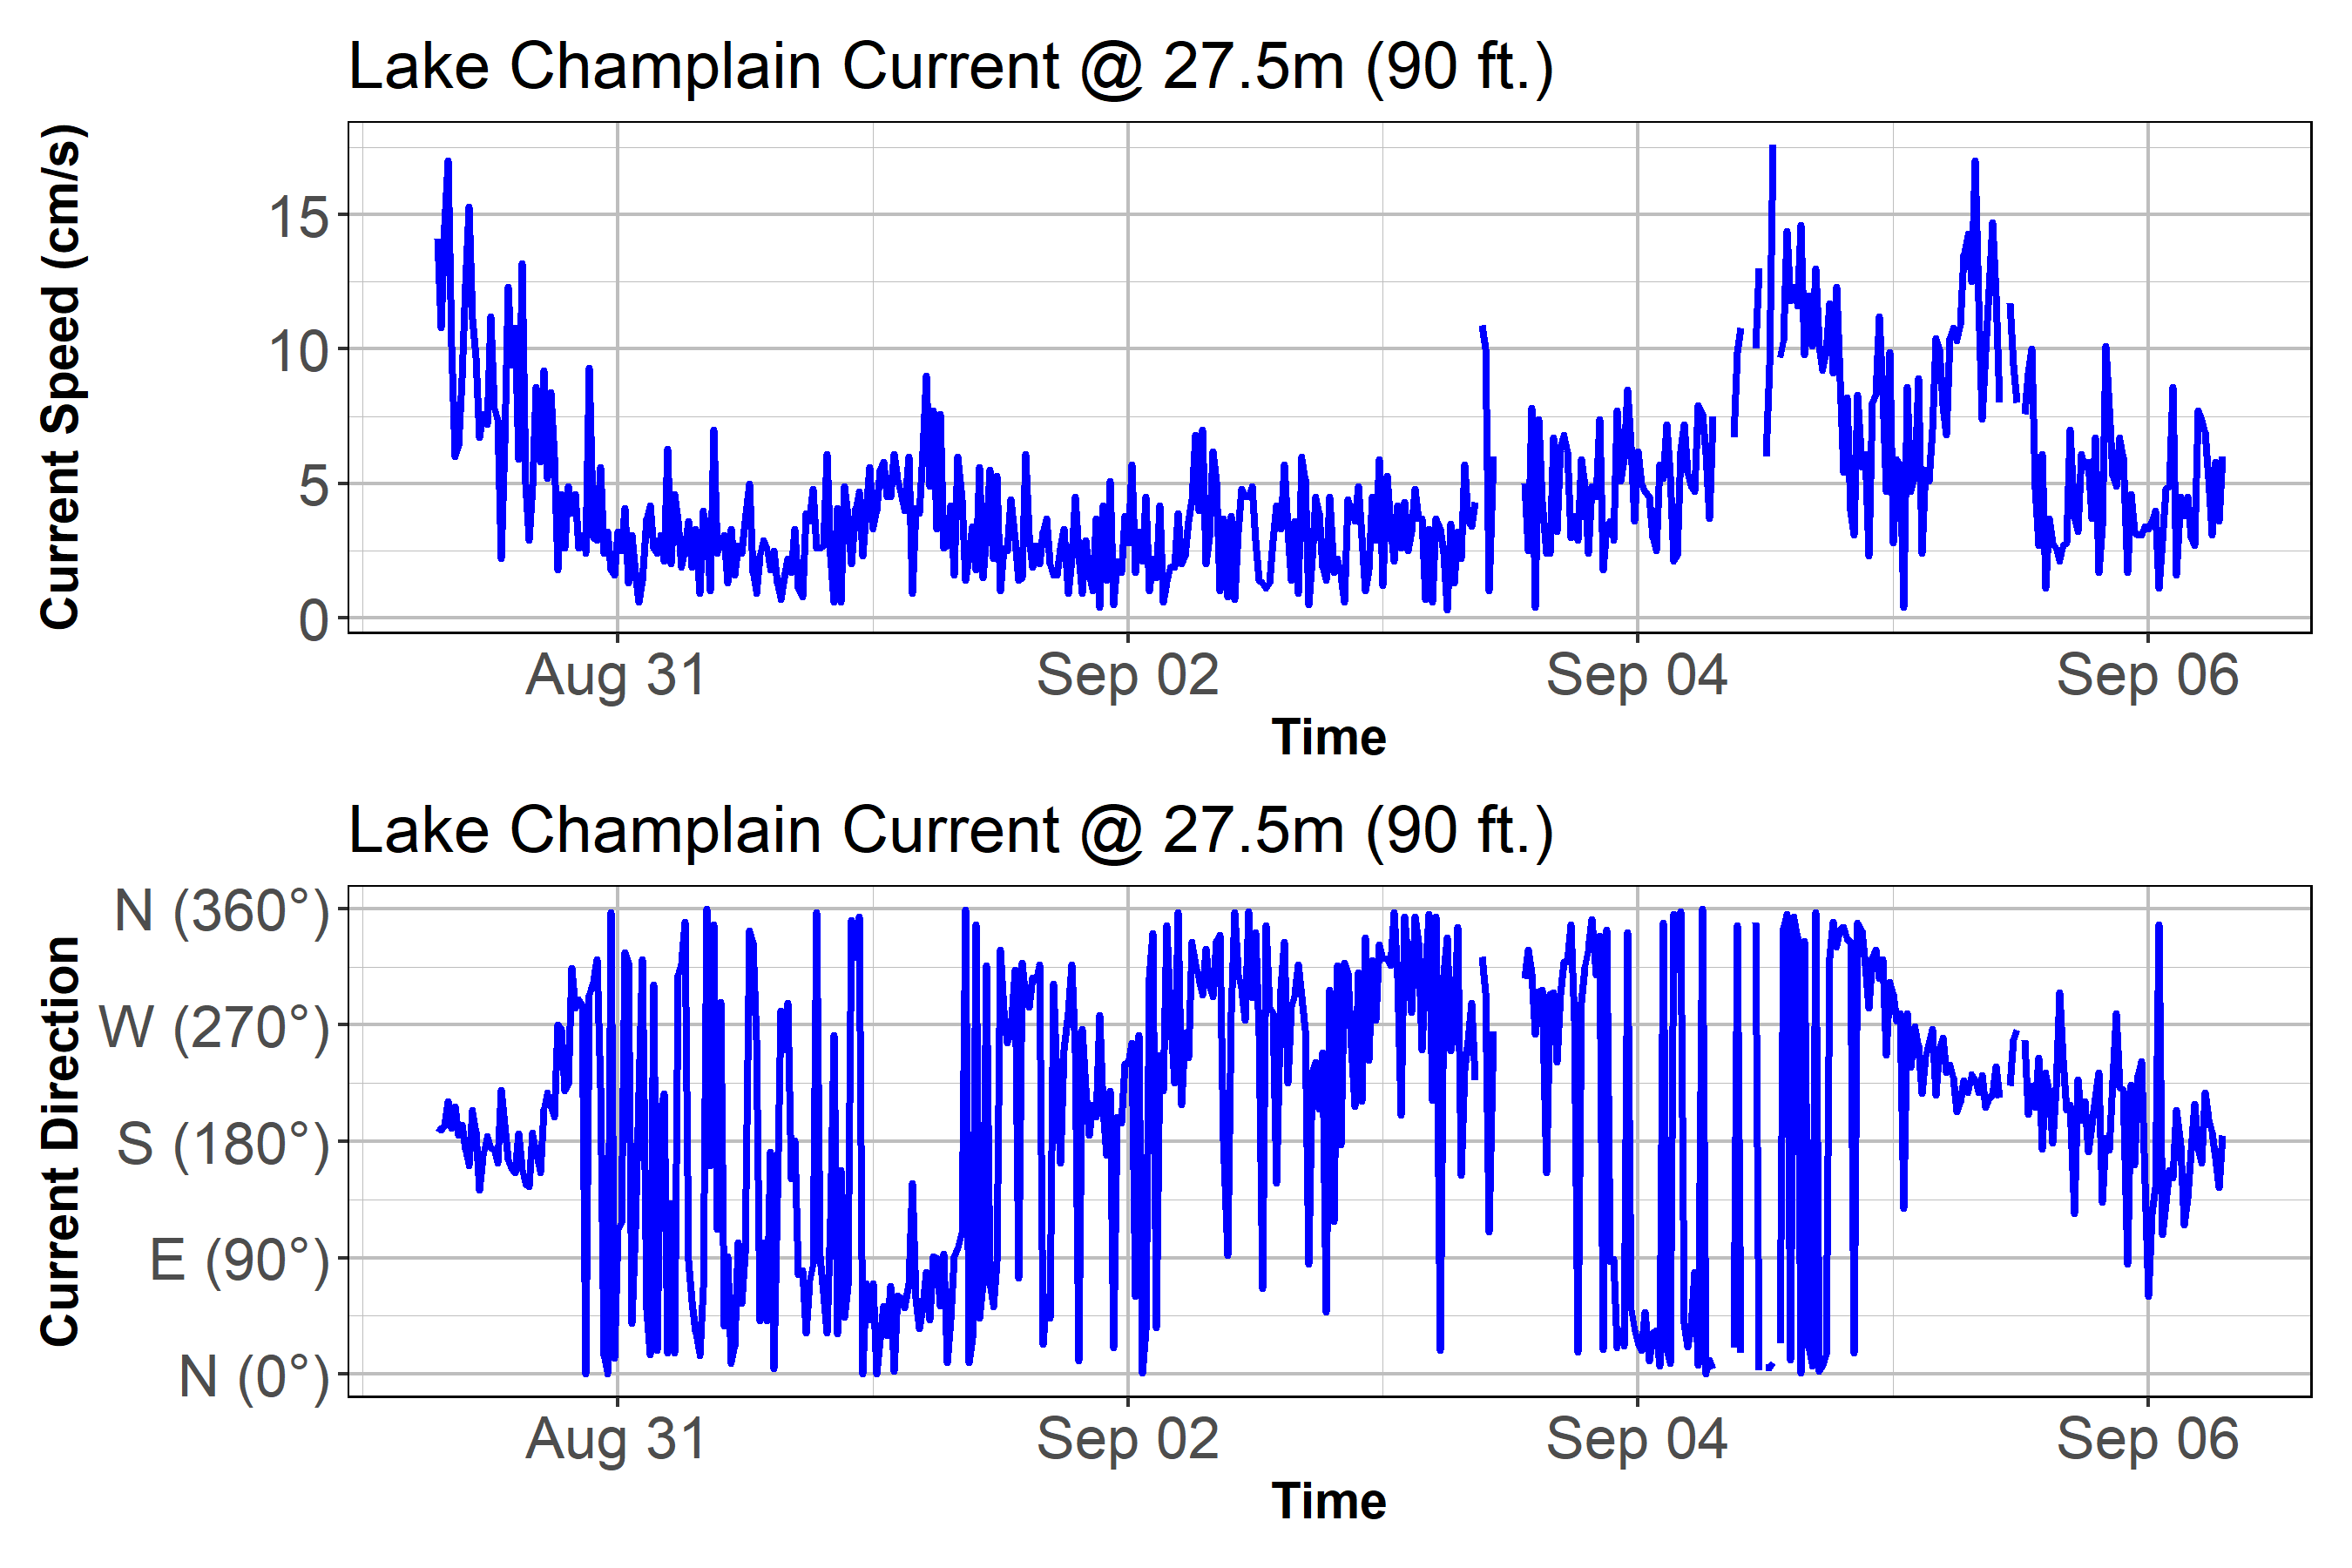 Lake Champlain Current @ 27.5m (90 ft.)
Current Speed (cm/s)
15
10
5
0
Aug 31 Sep 02 Sep 04 Sep 06
Time
Lake Champlain Current @ 27.5m (90 ft.)
Current Direction
N (360°)
W (270°)
S (180°)
E (90°)
N (0°)
Aug 31 Sep 02 Sep 04 Sep 06
Time